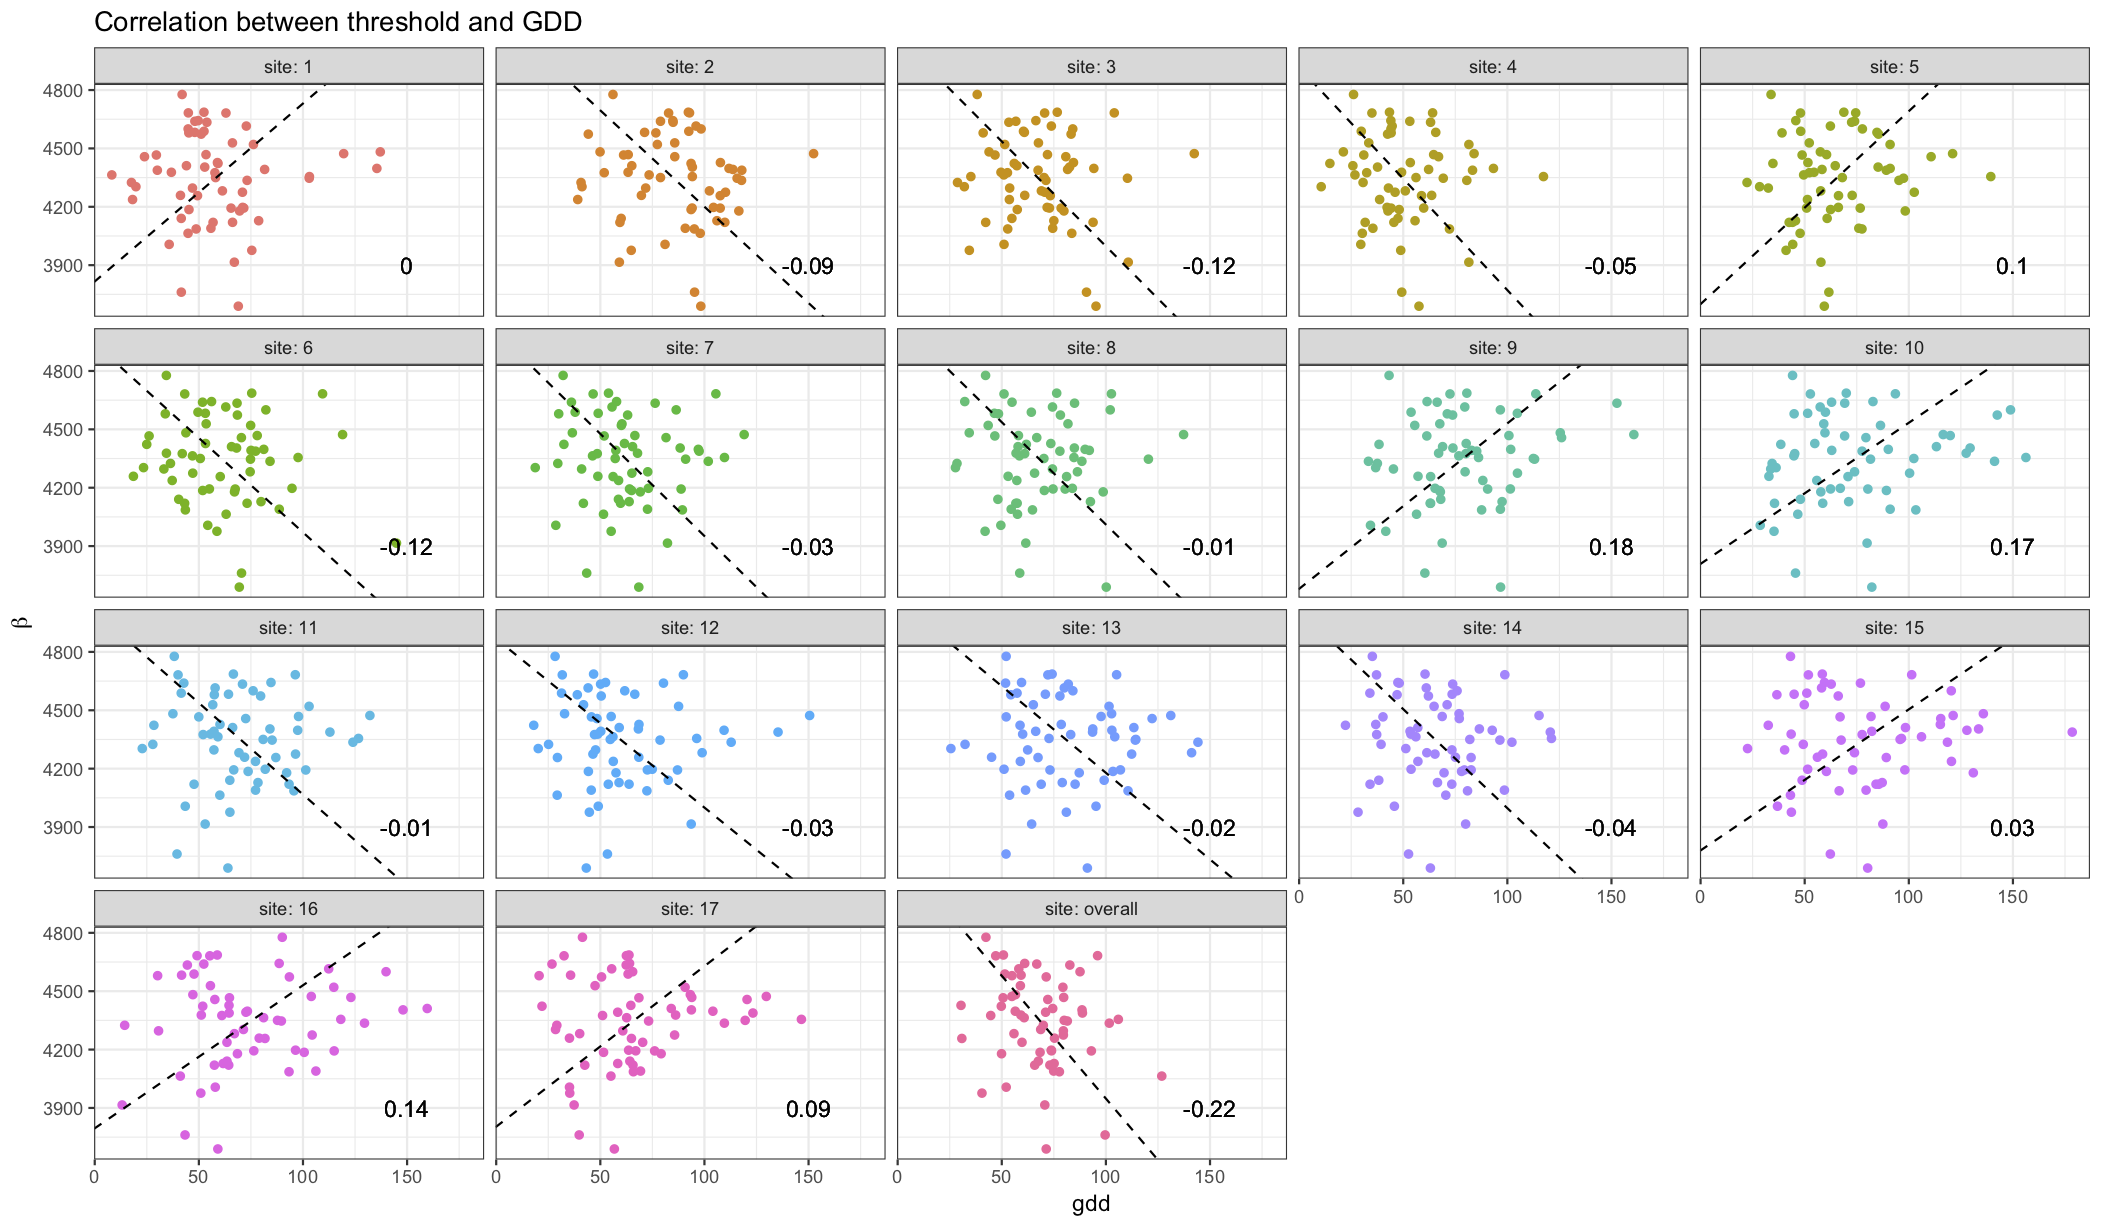 Correlation between threshold and GDD
site: 1 site: 2 site: 3 site: 4 site: 5
4800
4500
4200
3900
0 -0.09 -0.12 -0.05 0.1
site: 6 site: 7 site: 8 site: 9 site: 10
4800
4500
4200
3900
-0.12 -0.03 -0.01 0.18 0.17
β
site: 11 site: 12 site: 13 site: 14 site: 15
4800
4500
4200
3900
-0.01 -0.03 -0.02 -0.04 0.03
0 50 100 150 0 50 100 150
site: 16 site: 17 site: overall
4800
4500
4200
3900
0.14 0.09 -0.22
0 50 100 150 0 50 100 150 0 50 100 150
gdd